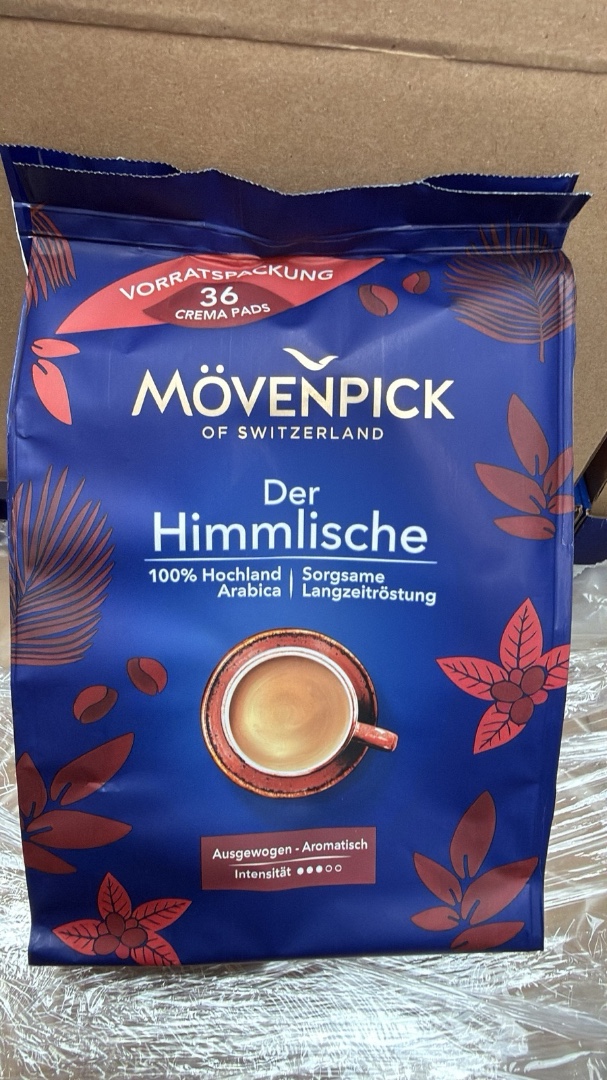 VORRATSPACKUNG
36
CREMA PADS
MÖVENPICK
OF SWITZERLAND
Der
Himmlische
100% Hochland Arabica
Sorgsame Langzeitröstung
Ausgewogen - Aromatisch
Intensität